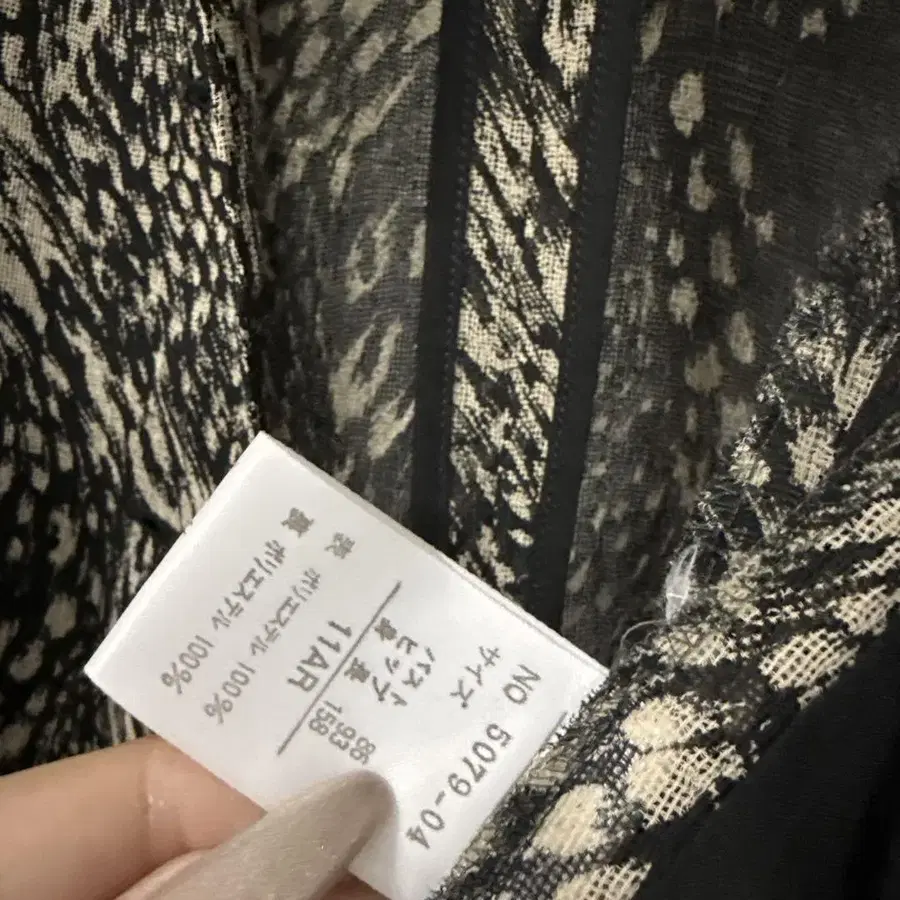 NO 5079-04
サイズ
バスト 86
ヒップ 93
身長 158
11AR
表 ポリエステル 100%
裏 ポリエステル 100%